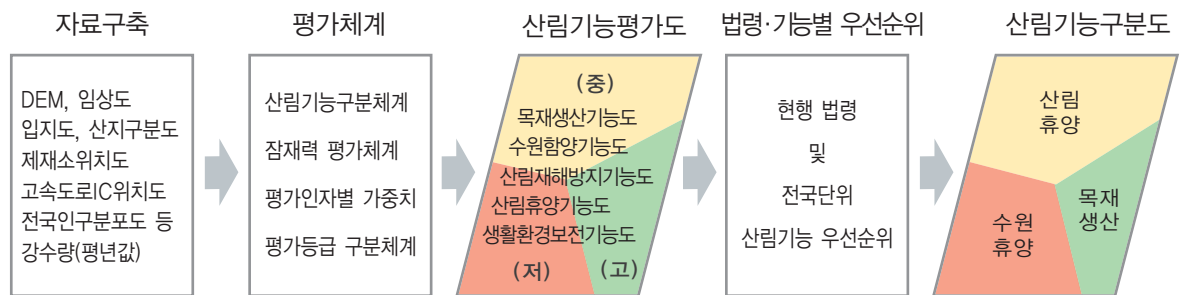 자료구축
DEM, 임상도
입지도, 산지구분도
제재소위치도
고속도로IC위치도
전국인구분포도 등
강수량(평년값)
평가체계
산림기능구분체계
잠재력 평가체계
평가인자별 가중치
평가등급 구분체계
산림기능평가도
(중)
목재생산기능도
수원함양기능도
산림재해방지기능도
산림휴양기능도
생활환경보전기능도
(저)
(고)
법령·기능별 우선순위
현행 법령
및
전국단위
산림기능 우선순위
산림기능구분도
산림
휴양
수원
휴양
목재
생산